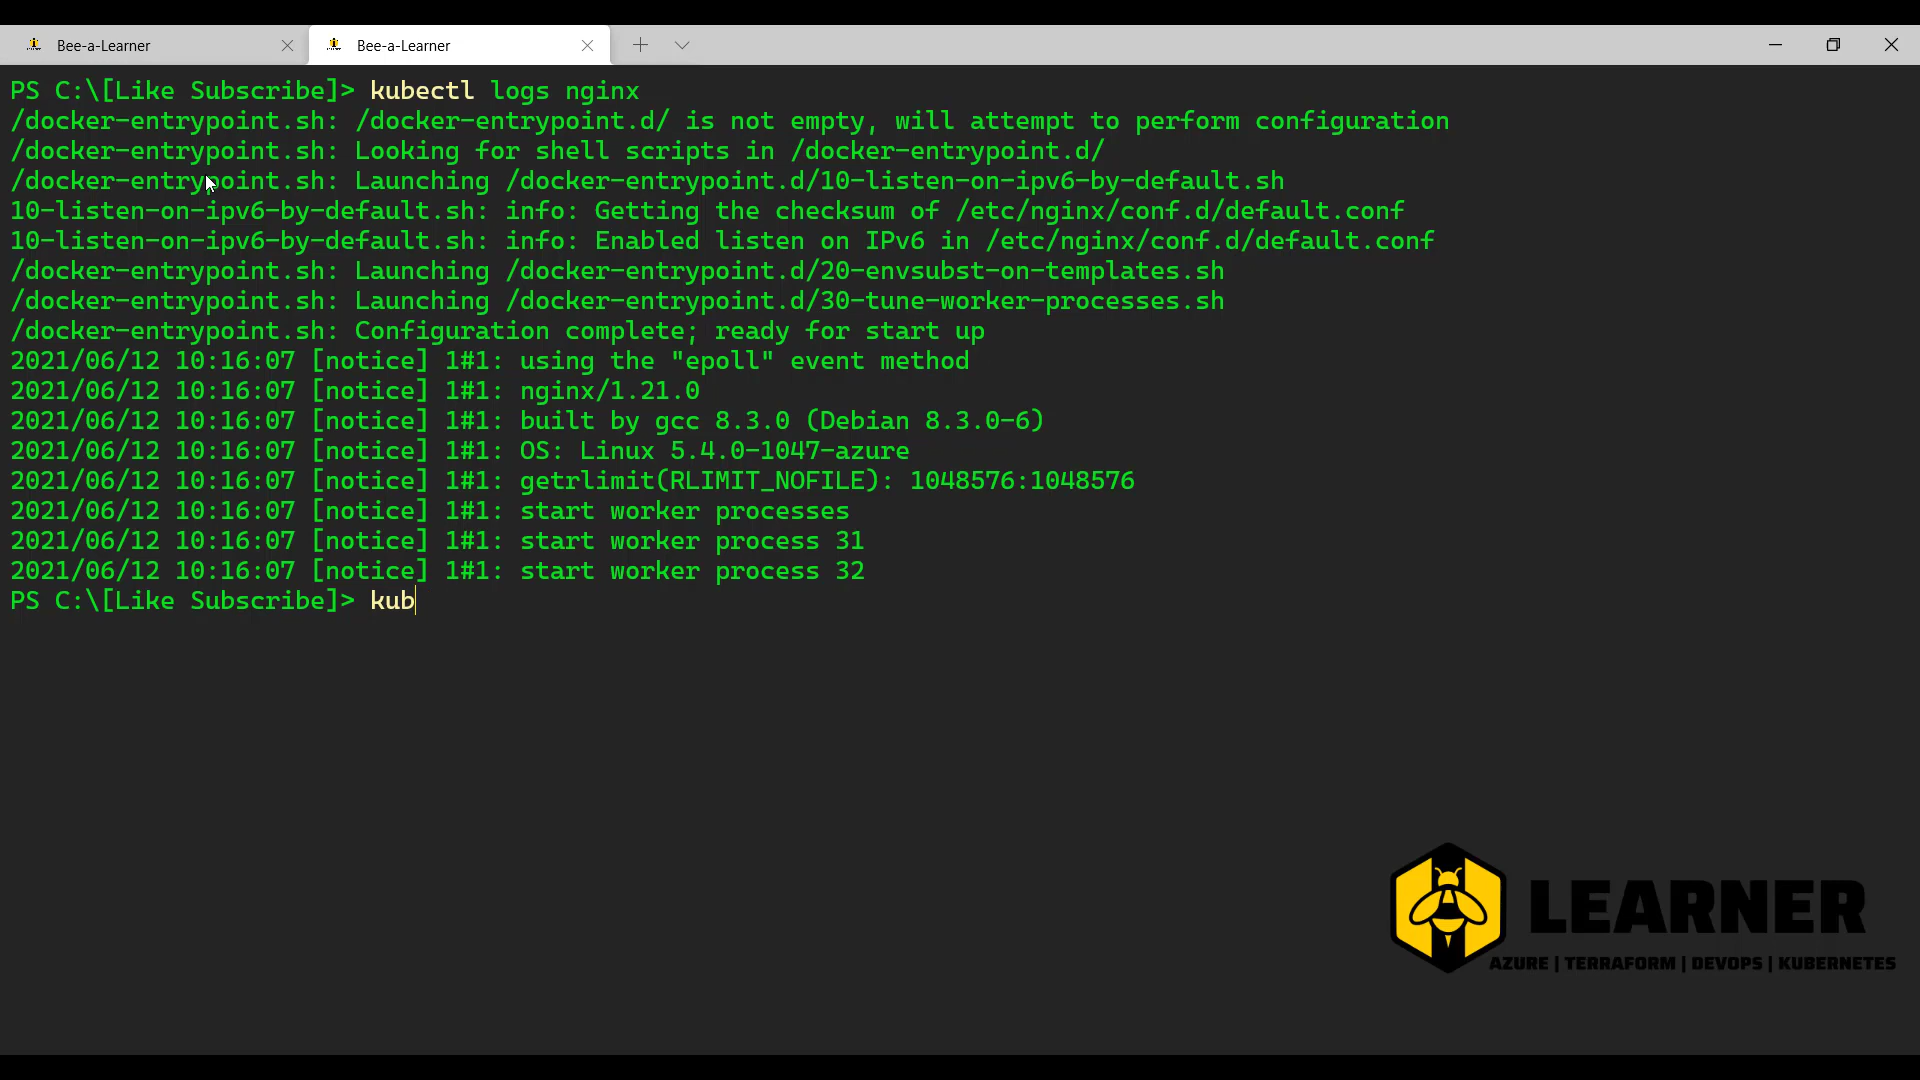 Bee-a-Learner
Bee-a-Learner
PS C:\[Like Subscribe]> kubectl logs nginx
/docker-entrypoint.sh: /docker-entrypoint.d/ is not empty, will attempt to perform configuration
/docker-entrypoint.sh: Looking for shell scripts in /docker-entrypoint.d/
/docker-entrypoint.sh: Launching /docker-entrypoint.d/10-listen-on-ipv6-by-default.sh
10-listen-on-ipv6-by-default.sh: info: Getting the checksum of /etc/nginx/conf.d/default.conf
10-listen-on-ipv6-by-default.sh: info: Enabled listen on IPv6 in /etc/nginx/conf.d/default.conf
/docker-entrypoint.sh: Launching /docker-entrypoint.d/20-envsubst-on-templates.sh
/docker-entrypoint.sh: Launching /docker-entrypoint.d/30-tune-worker-processes.sh
/docker-entrypoint.sh: Configuration complete; ready for start up
2021/06/12 10:16:07 [notice] 1#1: using the "epoll" event method
2021/06/12 10:16:07 [notice] 1#1: nginx/1.21.0
2021/06/12 10:16:07 [notice] 1#1: built by gcc 8.3.0 (Debian 8.3.0-6)
2021/06/12 10:16:07 [notice] 1#1: OS: Linux 5.4.0-1047-azure
2021/06/12 10:16:07 [notice] 1#1: getrlimit(RLIMIT_NOFILE): 1048576:1048576
2021/06/12 10:16:07 [notice] 1#1: start worker processes
2021/06/12 10:16:07 [notice] 1#1: start worker process 31
2021/06/12 10:16:07 [notice] 1#1: start worker process 32
PS C:\[Like Subscribe]> kub
LEARNER
AZURE | TERRAFORM | DEVOPS | KUBERNETES